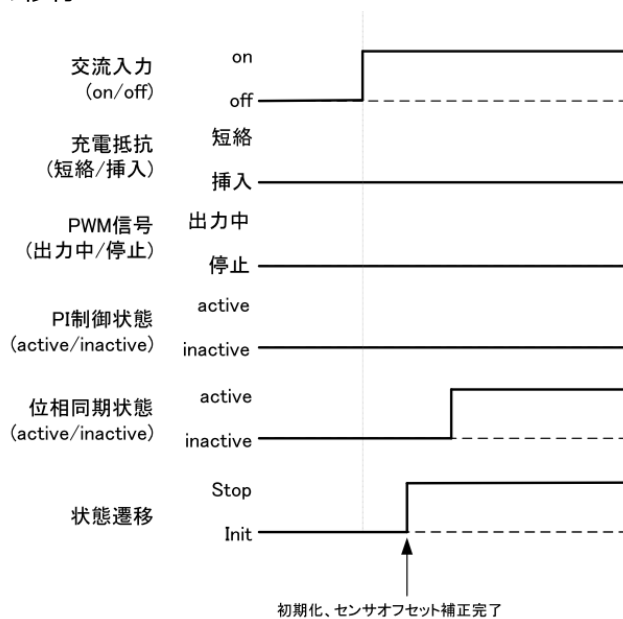 交流入力
(on/off)
on
off
充電抵抗
(短絡/挿入)
短絡
挿入
PWM信号
(出力中/停止)
出力中
停止
PI制御状態
(active/inactive)
active
inactive
位相同期状態
(active/inactive)
active
inactive
状態遷移
Stop
Init
初期化、センサオフセット補正完了